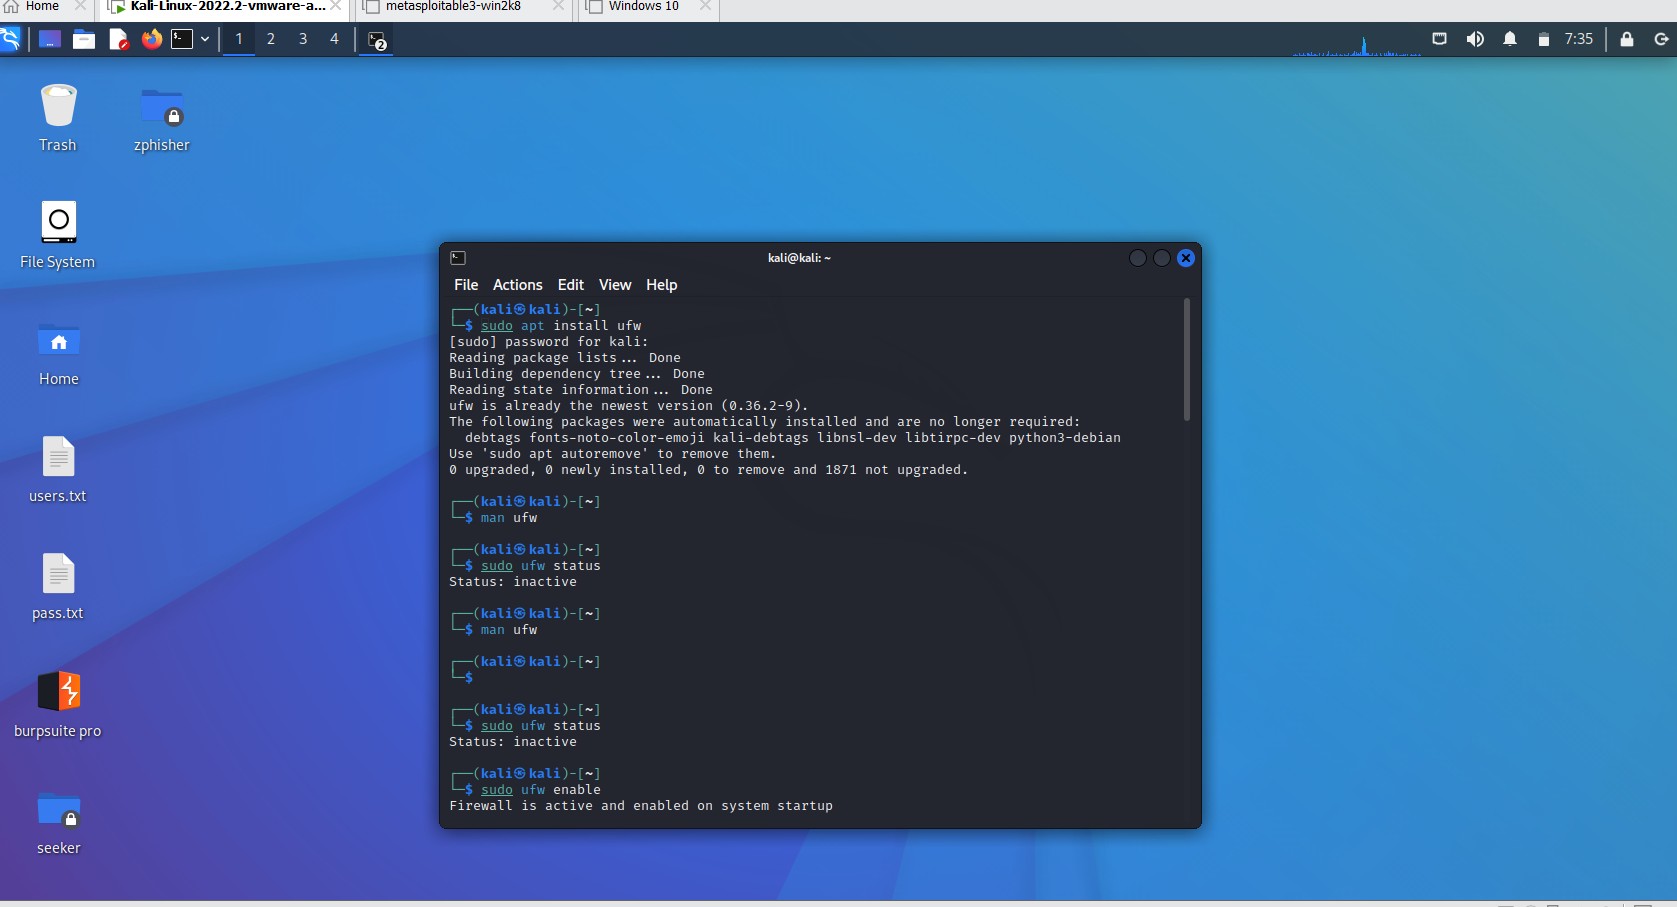 Home
Kali-Linux-2022.2-vmware-a...
metasploitable3-win2k8
Windows 10
1 2 3 4
2
7:35
Trash
zphisher
File System
Home
users.txt
pass.txt
burpsuite pro
seeker
kali@kali: ~
File Actions Edit View Help
┌──(kali㉿kali)-[~]
└─$ sudo apt install ufw
[sudo] password for kali:
Reading package lists... Done
Building dependency tree... Done
Reading state information... Done
ufw is already the newest version (0.36.2-9).
The following packages were automatically installed and are no longer required:
debtags fonts-noto-color-emoji kali-debtags libnsl-dev libtirpc-dev python3-debian
Use 'sudo apt autoremove' to remove them.
0 upgraded, 0 newly installed, 0 to remove and 1871 not upgraded.
┌──(kali㉿kali)-[~]
└─$ man ufw
┌──(kali㉿kali)-[~]
└─$ sudo ufw status
Status: inactive
┌──(kali㉿kali)-[~]
└─$ man ufw
┌──(kali㉿kali)-[~]
└─$
┌──(kali㉿kali)-[~]
└─$ sudo ufw status
Status: inactive
┌──(kali㉿kali)-[~]
└─$ sudo ufw enable
Firewall is active and enabled on system startup